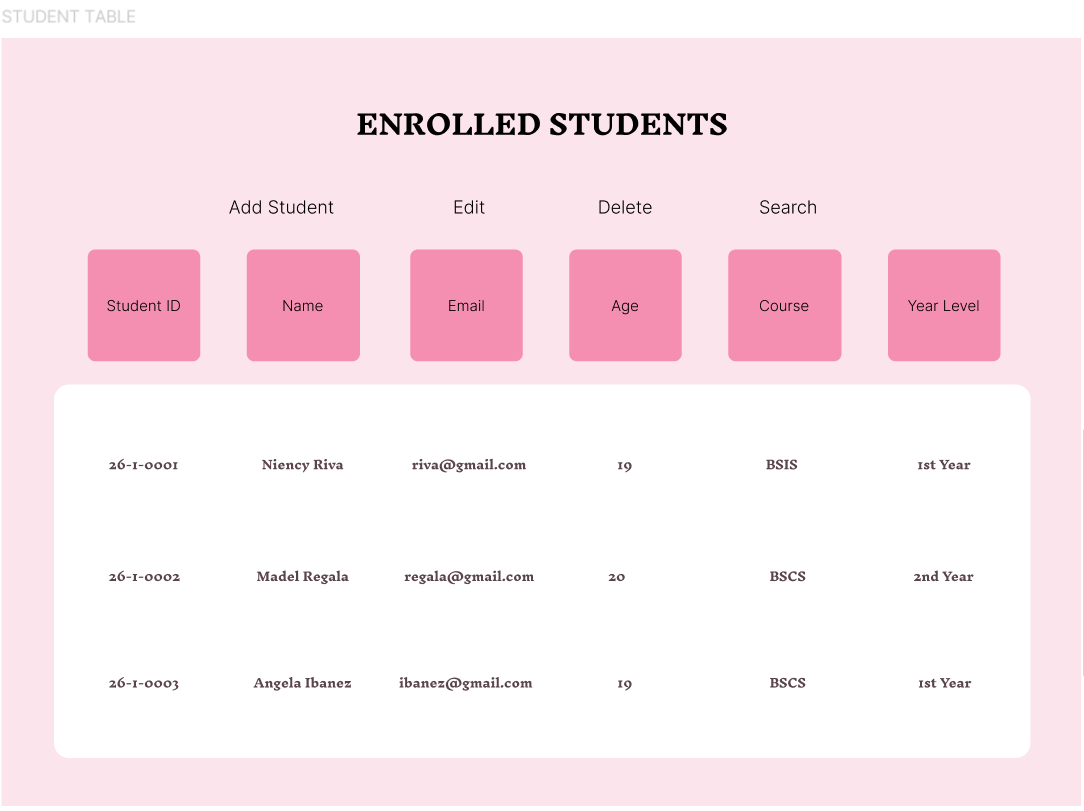 STUDENT TABLE
ENROLLED STUDENTS
Add Student Edit Delete Search
Student ID Name Email Age Course Year Level
26-1-0001 Niency Riva riva@gmail.com 19 BSIS 1st Year
26-1-0002 Madel Regala regala@gmail.com 20 BSCS 2nd Year
26-1-0003 Angela Ibanez ibanez@gmail.com 19 BSCS 1st Year